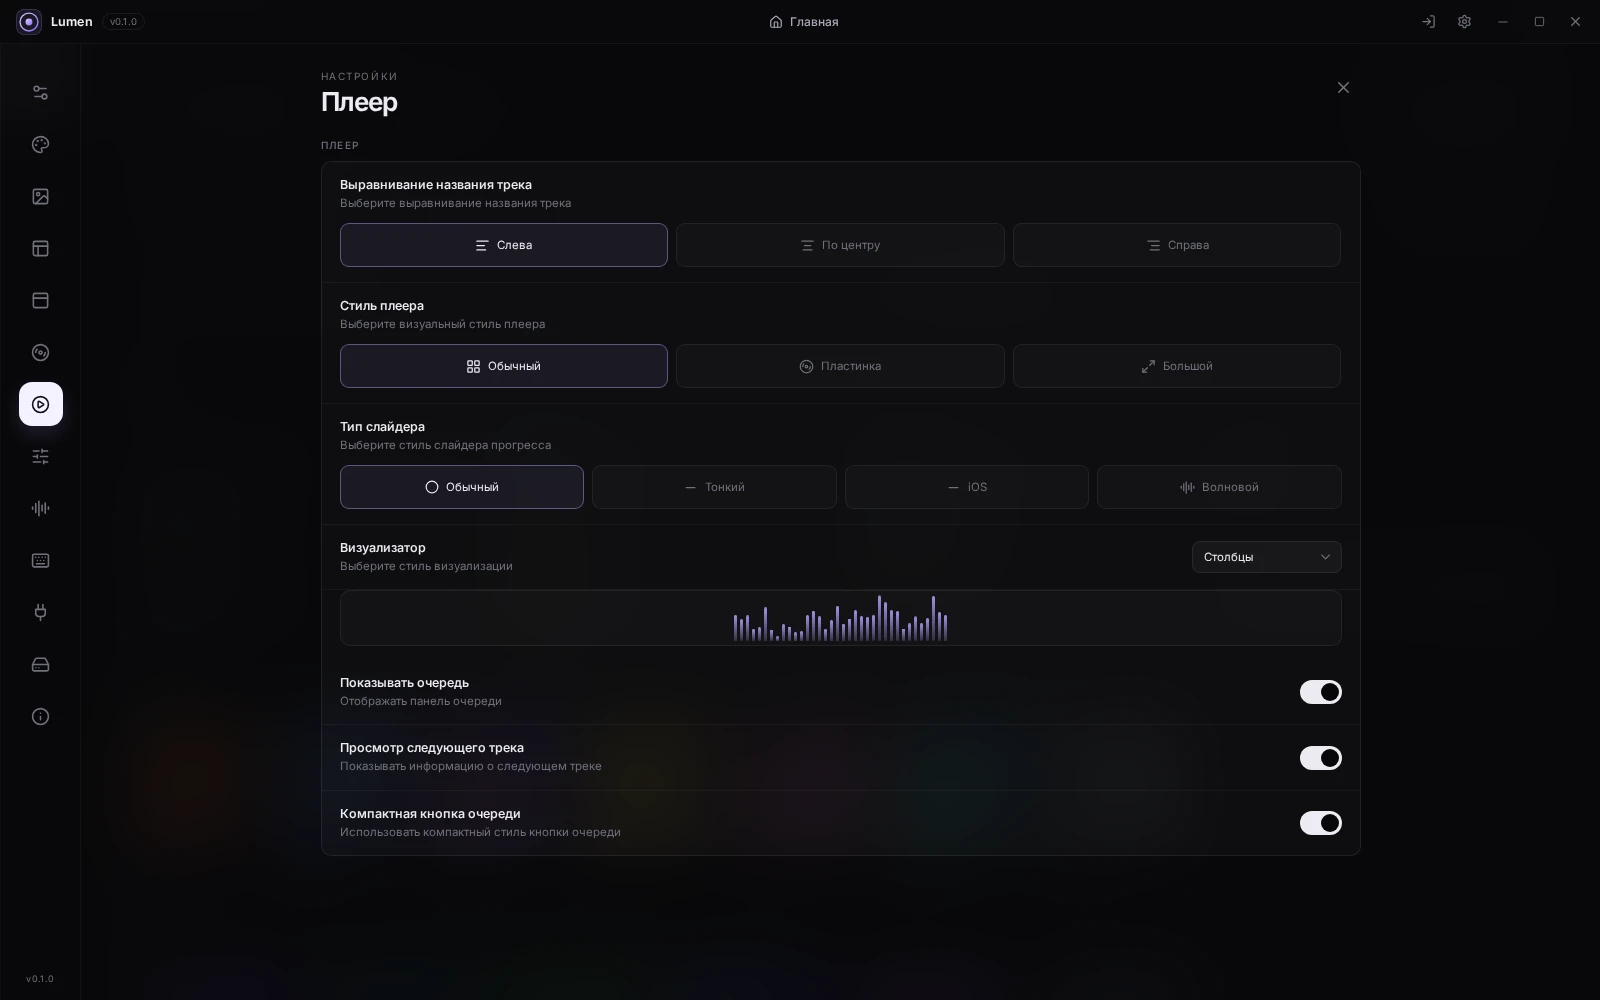 Lumen v0.1.0
Главная
НАСТРОЙКИ
Плеер
ПЛЕЕР
Выравнивание названия трека
Выберите выравнивание названия трека
Слева По центру Справа
Стиль плеера
Выберите визуальный стиль плеера
Обычный Пластинка Большой
Тип слайдера
Выберите стиль слайдера прогресса
Обычный Тонкий iOS Волновой
Визуализатор
Выберите стиль визуализации
Столбцы
Показывать очередь
Отображать панель очереди
Просмотр следующего трека
Показывать информацию о следующем треке
Компактная кнопка очереди
Использовать компактный стиль кнопки очереди
v0.1.0